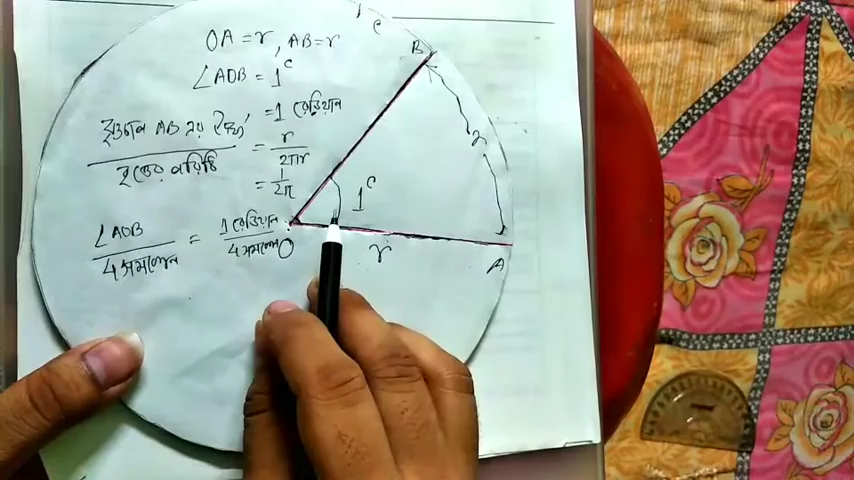 1 c
OA = r, AB = r
∠AOB = 1ᶜ
= 1 রেডিয়ান
বৃত্তচাপ AB এর দৈর্ঘ্য / বৃত্তের পরিধি = r / 2πr
= 1 / 2π
∠AOB / 4 সমকোণ = 1 রেডিয়ান / 4 সমকোণ
B
r
1ᶜ
O
r
A